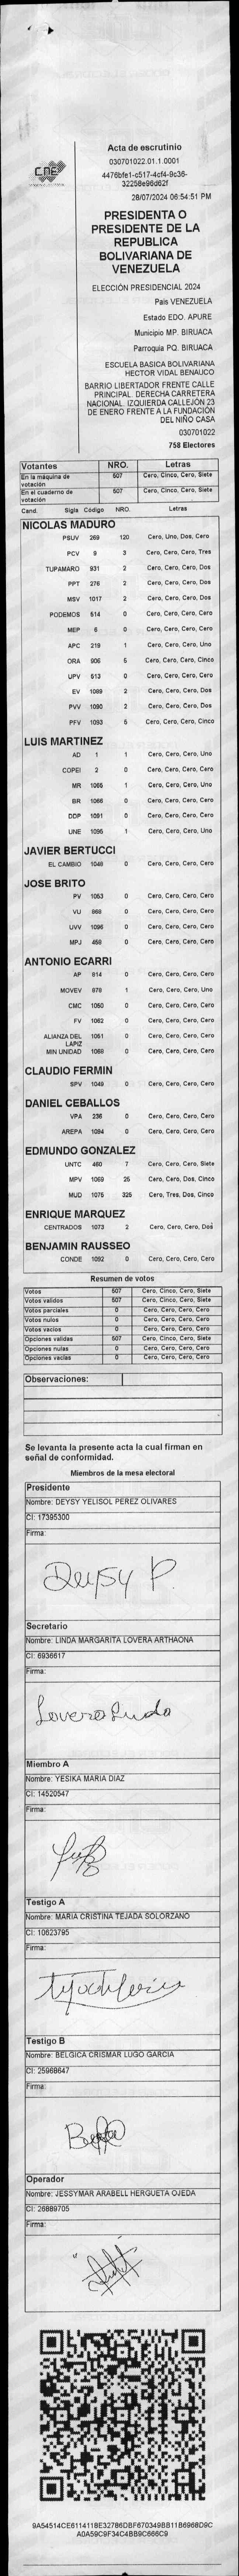 CNE
Acta de escrutinio
030701022.01.1.0001
4476bfe1-c517-4cf4-9c36-
32258e96d62f
28/07/2024 06:54:51 PM
PRESIDENTA O
PRESIDENTE DE LA
REPUBLICA
BOLIVARIANA DE
VENEZUELA
ELECCIÓN PRESIDENCIAL 2024
Pais VENEZUELA
Estado EDO. APURE
Municipio MP. BIRUACA
Parroquia PQ. BIRUACA
ESCUELA BASICA BOLIVARIANA
HECTOR VIDAL BENAUCO
BARRIO LIBERTADOR FRENTE CALLE
PRINCIPAL. DERECHA CARRETERA
NACIONAL. IZQUIERDA CALLEJÓN 23
DE ENERO FRENTE A LA FUNDACIÓN
DEL NIÑO CASA
030701022
758 Electores
Votantes NRO. Letras
En la máquina de votación 507 Cero, Cinco, Cero, Siete
En el cuaderno de votación 507 Cero, Cinco, Cero, Siete
Cand. Sigla Código NRO. Letras
NICOLAS MADURO
PSUV 269 120 Cero, Uno, Dos, Cero
PCV 9 3 Cero, Cero, Cero, Tres
TUPAMARO 931 2 Cero, Cero, Cero, Dos
PPT 276 2 Cero, Cero, Cero, Dos
MSV 1017 2 Cero, Cero, Cero, Dos
PODEMOS 514 0 Cero, Cero, Cero, Cero
MEP 6 0 Cero, Cero, Cero, Cero
APC 219 1 Cero, Cero, Cero, Uno
ORA 906 5 Cero, Cero, Cero, Cinco
UPV 513 0 Cero, Cero, Cero, Cero
EV 1089 2 Cero, Cero, Cero, Dos
PVV 1090 2 Cero, Cero, Cero, Dos
PFV 1093 5 Cero, Cero, Cero, Cinco
LUIS MARTINEZ
AD 1 1 Cero, Cero, Cero, Uno
COPEI 2 0 Cero, Cero, Cero, Cero
MR 1065 1 Cero, Cero, Cero, Uno
BR 1066 0 Cero, Cero, Cero, Cero
DDP 1091 0 Cero, Cero, Cero, Cero
UNE 1095 1 Cero, Cero, Cero, Uno
JAVIER BERTUCCI
EL CAMBIO 1048 0 Cero, Cero, Cero, Cero
JOSE BRITO
PV 1053 0 Cero, Cero, Cero, Cero
VU 868 0 Cero, Cero, Cero, Cero
UVV 1096 0 Cero, Cero, Cero, Cero
MPJ 459 0 Cero, Cero, Cero, Cero
ANTONIO ECARRI
AP 814 0 Cero, Cero, Cero, Cero
MOVEV 878 1 Cero, Cero, Cero, Uno
CMC 1050 0 Cero, Cero, Cero, Cero
FV 1062 0 Cero, Cero, Cero, Cero
ALIANZA DEL LAPIZ 1051 0 Cero, Cero, Cero, Cero
MIN UNIDAD 1068 0 Cero, Cero, Cero, Cero
CLAUDIO FERMIN
SPV 1049 0 Cero, Cero, Cero, Cero
DANIEL CEBALLOS
VPA 236 0 Cero, Cero, Cero, Cero
AREPA 1084 0 Cero, Cero, Cero, Cero
EDMUNDO GONZALEZ
UNTC 460 7 Cero, Cero, Cero, Siete
MPV 1069 25 Cero, Cero, Dos, Cinco
MUD 1075 325 Cero, Tres, Dos, Cinco
ENRIQUE MARQUEZ
CENTRADOS 1073 2 Cero, Cero, Cero, Dos
BENJAMIN RAUSSEO
CONDE 1092 0 Cero, Cero, Cero, Cero
Resumen de votos
Votos 507 Cero, Cinco, Cero, Siete
Votos validos 507 Cero, Cinco, Cero, Siete
Votos parciales 0 Cero, Cero, Cero, Cero
Votos nulos 0 Cero, Cero, Cero, Cero
Votos vacios 0 Cero, Cero, Cero, Cero
Opciones validas 507 Cero, Cinco, Cero, Siete
Opciones nulas 0 Cero, Cero, Cero, Cero
Opciones vacias 0 Cero, Cero, Cero, Cero
Observaciones:
Se levanta la presente acta la cual firman en
señal de conformidad.
Miembros de la mesa electoral
Presidente
Nombre: DEYSY YELISOL PEREZ OLIVARES
CI: 17395300
Firma:
Deysy P.
Secretario
Nombre: LINDA MARGARITA LOVERA ARTHAONA
CI: 6936617
Firma:
Lovera Linda
Miembro A
Nombre: YESIKA MARIA DIAZ
CI: 14520547
Firma:
Testigo A
Nombre: MARIA CRISTINA TEJADA SOLORZANO
CI: 10623795
Firma:
Testigo B
Nombre: BELGICA CRISMAR LUGO GARCIA
CI: 25968647
Firma:
Operador
Nombre: JESSYMAR ARABELL HERGUETA OJEDA
CI: 26889705
Firma:
9A54514CE6114118E32786DBF670349BB11B6968D9C
A0A59C9F34C4BB9C666C9